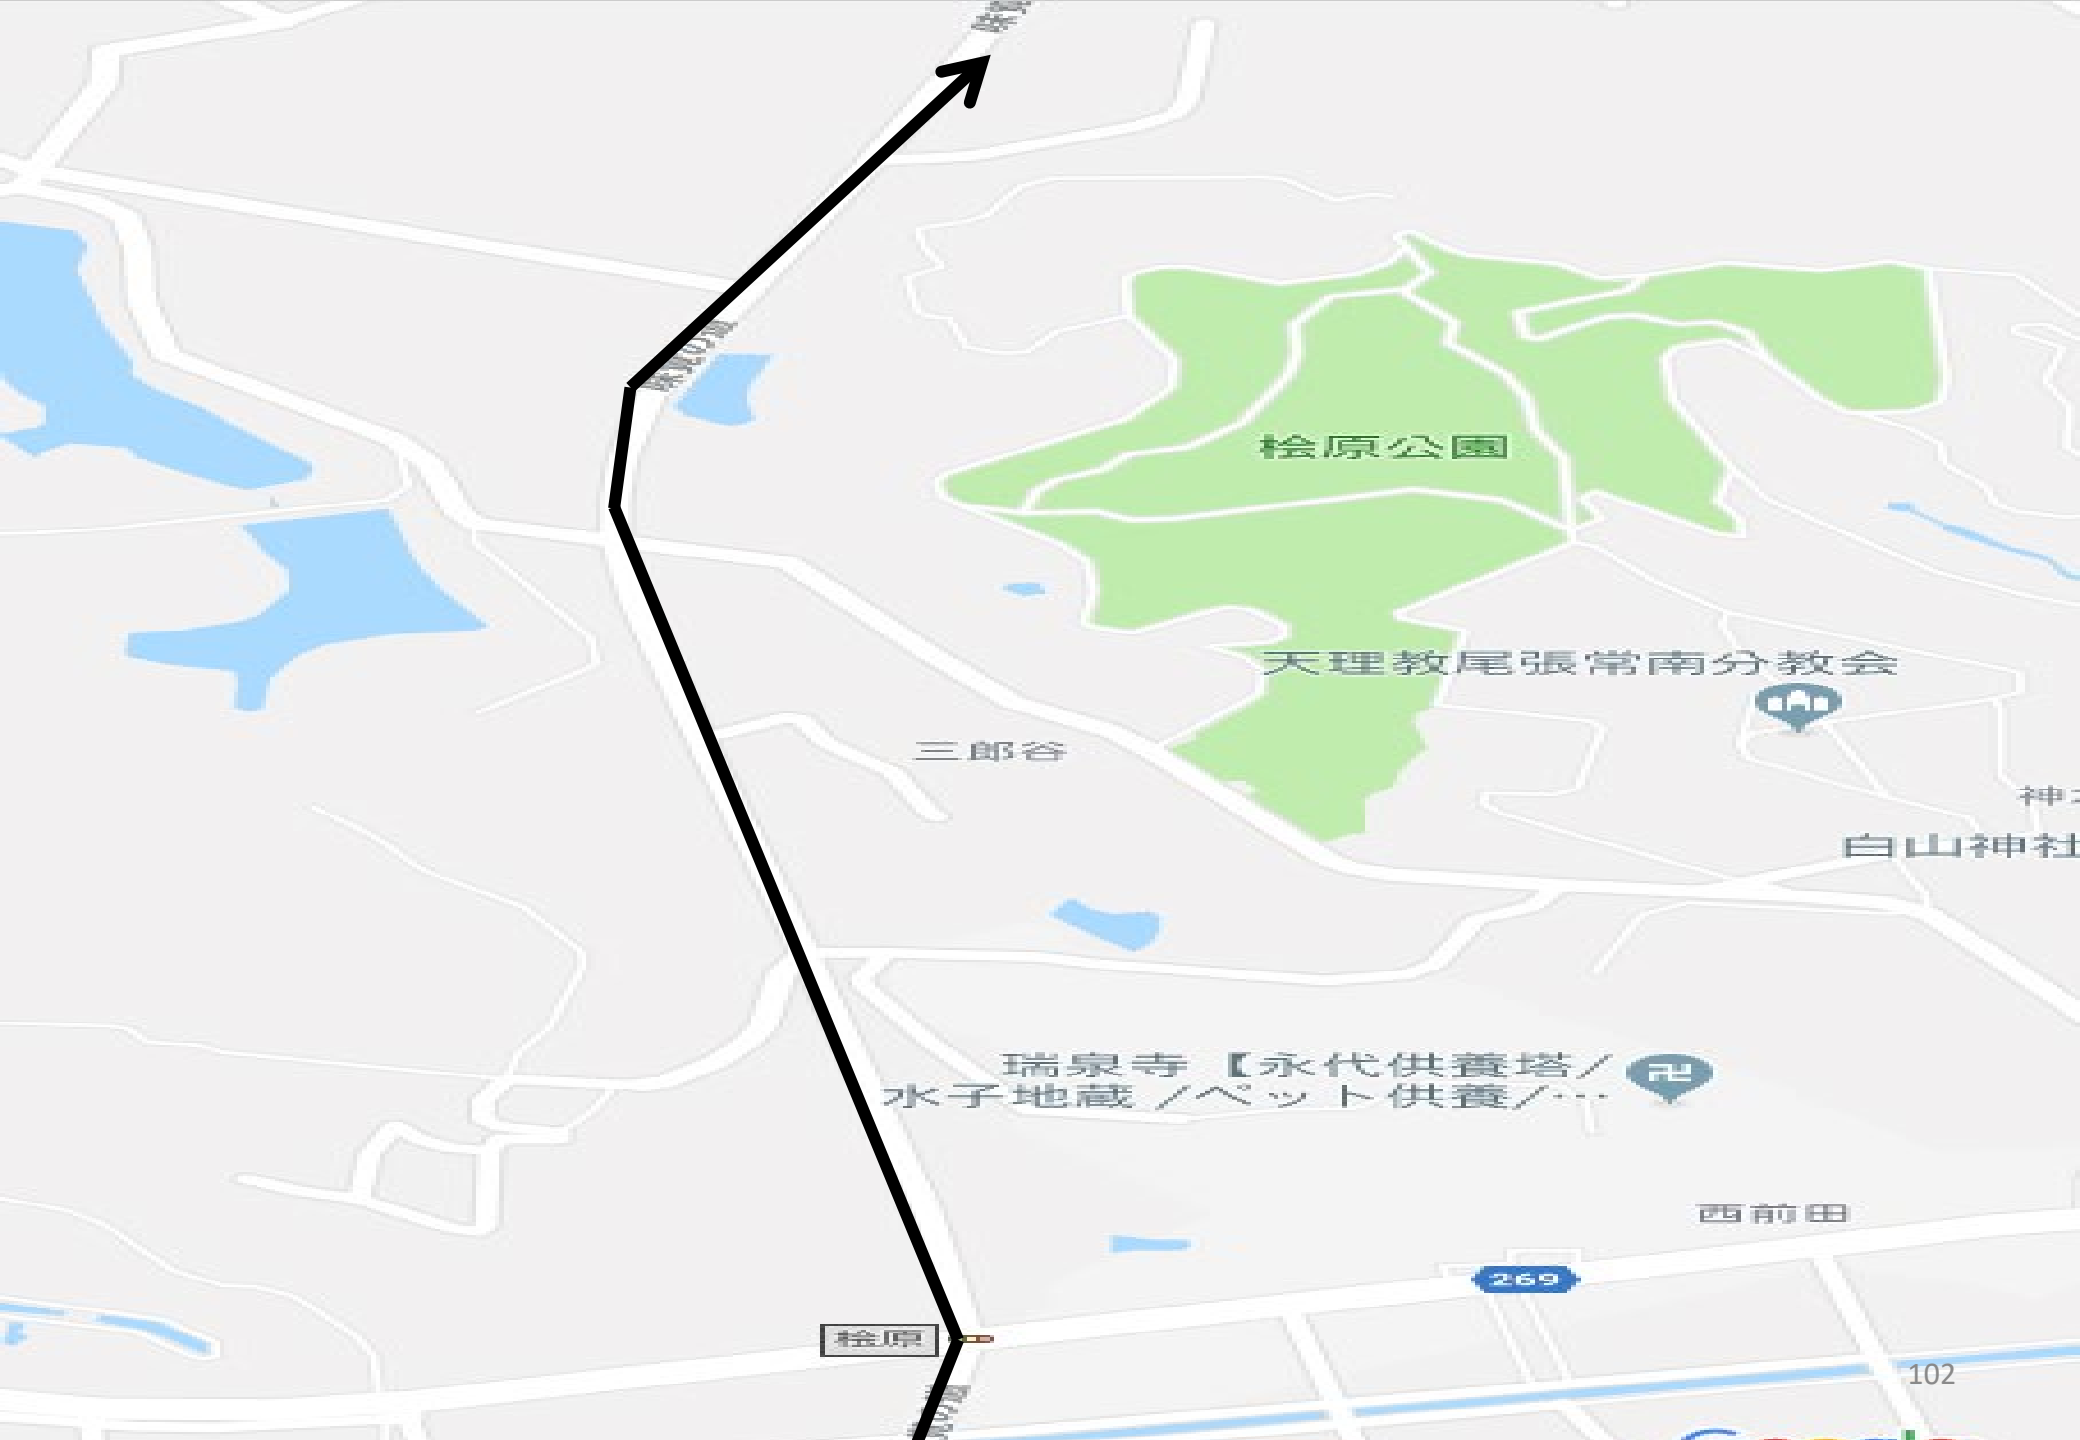 桧原公園
天理教尾張常南分教会
三郎谷
白山神社
瑞泉寺【永代供養塔/
水子地蔵/ペット供養/…
西前田
269
桧原
102